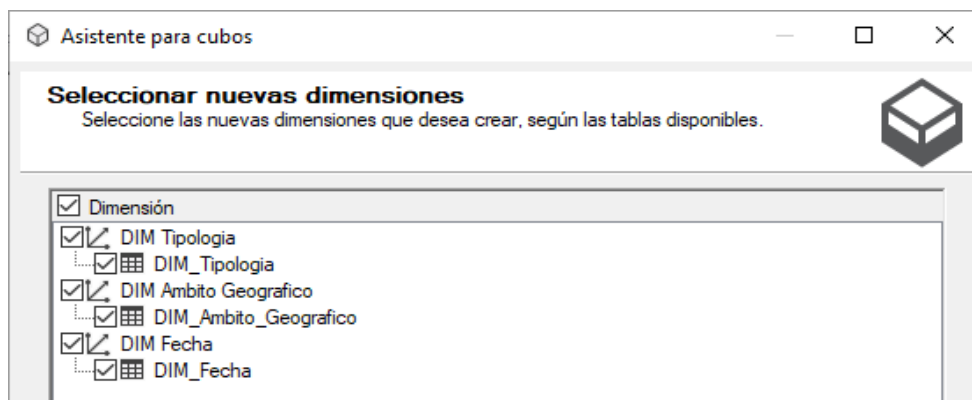 Asistente para cubos
Seleccionar nuevas dimensiones
Seleccione las nuevas dimensiones que desea crear, según las tablas disponibles.
Dimensión
DIM Tipologia
DIM_Tipologia
DIM Ambito Geografico
DIM_Ambito_Geografico
DIM Fecha
DIM_Fecha